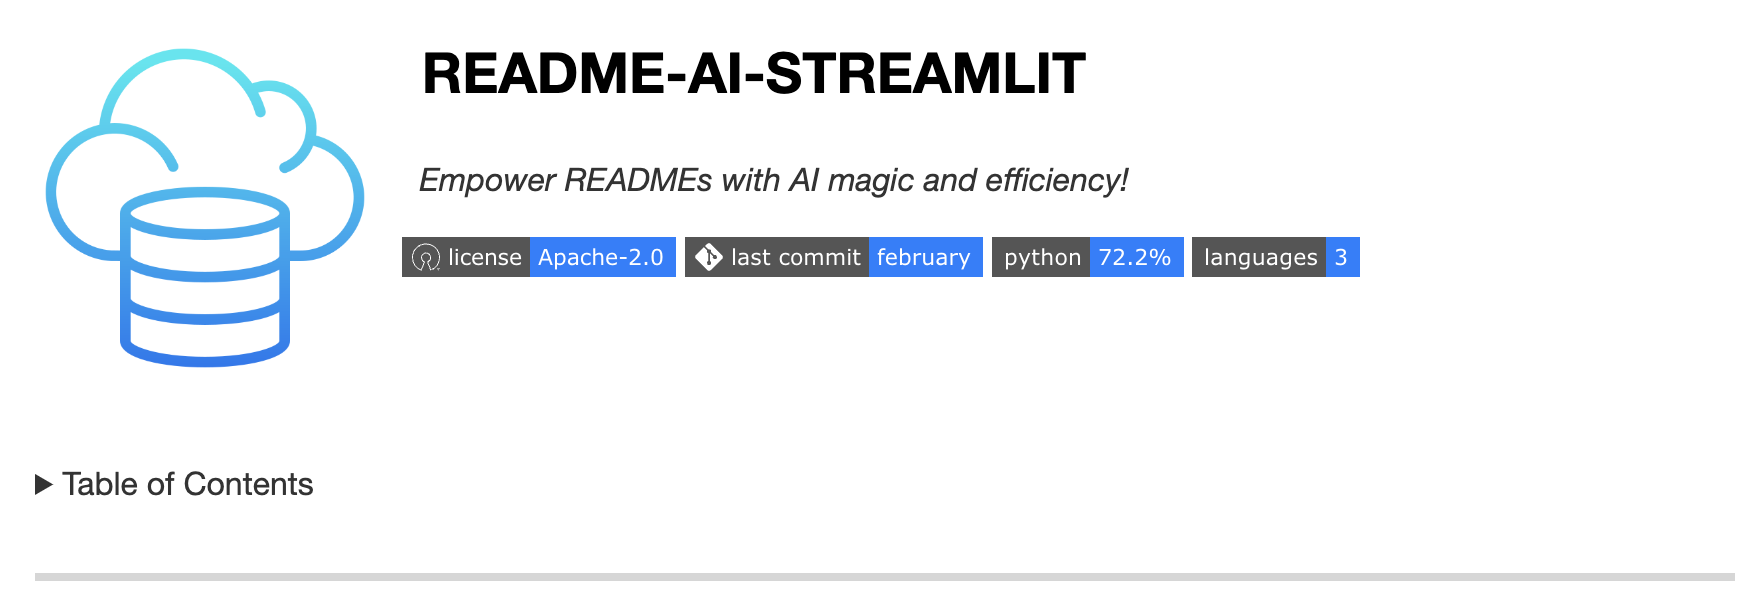 README-AI-STREAMLIT
Empower READMEs with AI magic and efficiency!
license Apache-2.0 last commit february python 72.2% languages 3
Table of Contents